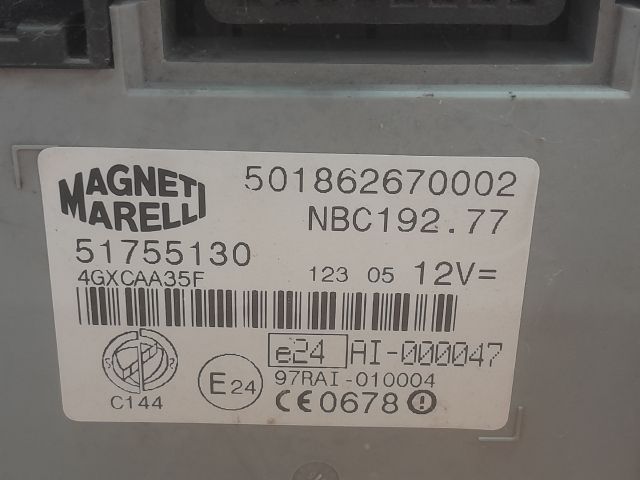 MAGNETI
MARELLI
501862670002
NBC192.77
51755130
4GXCAA35F
123 05 12V=
e24 AI-000047
97RAI-010004
E24
C144
CE0678